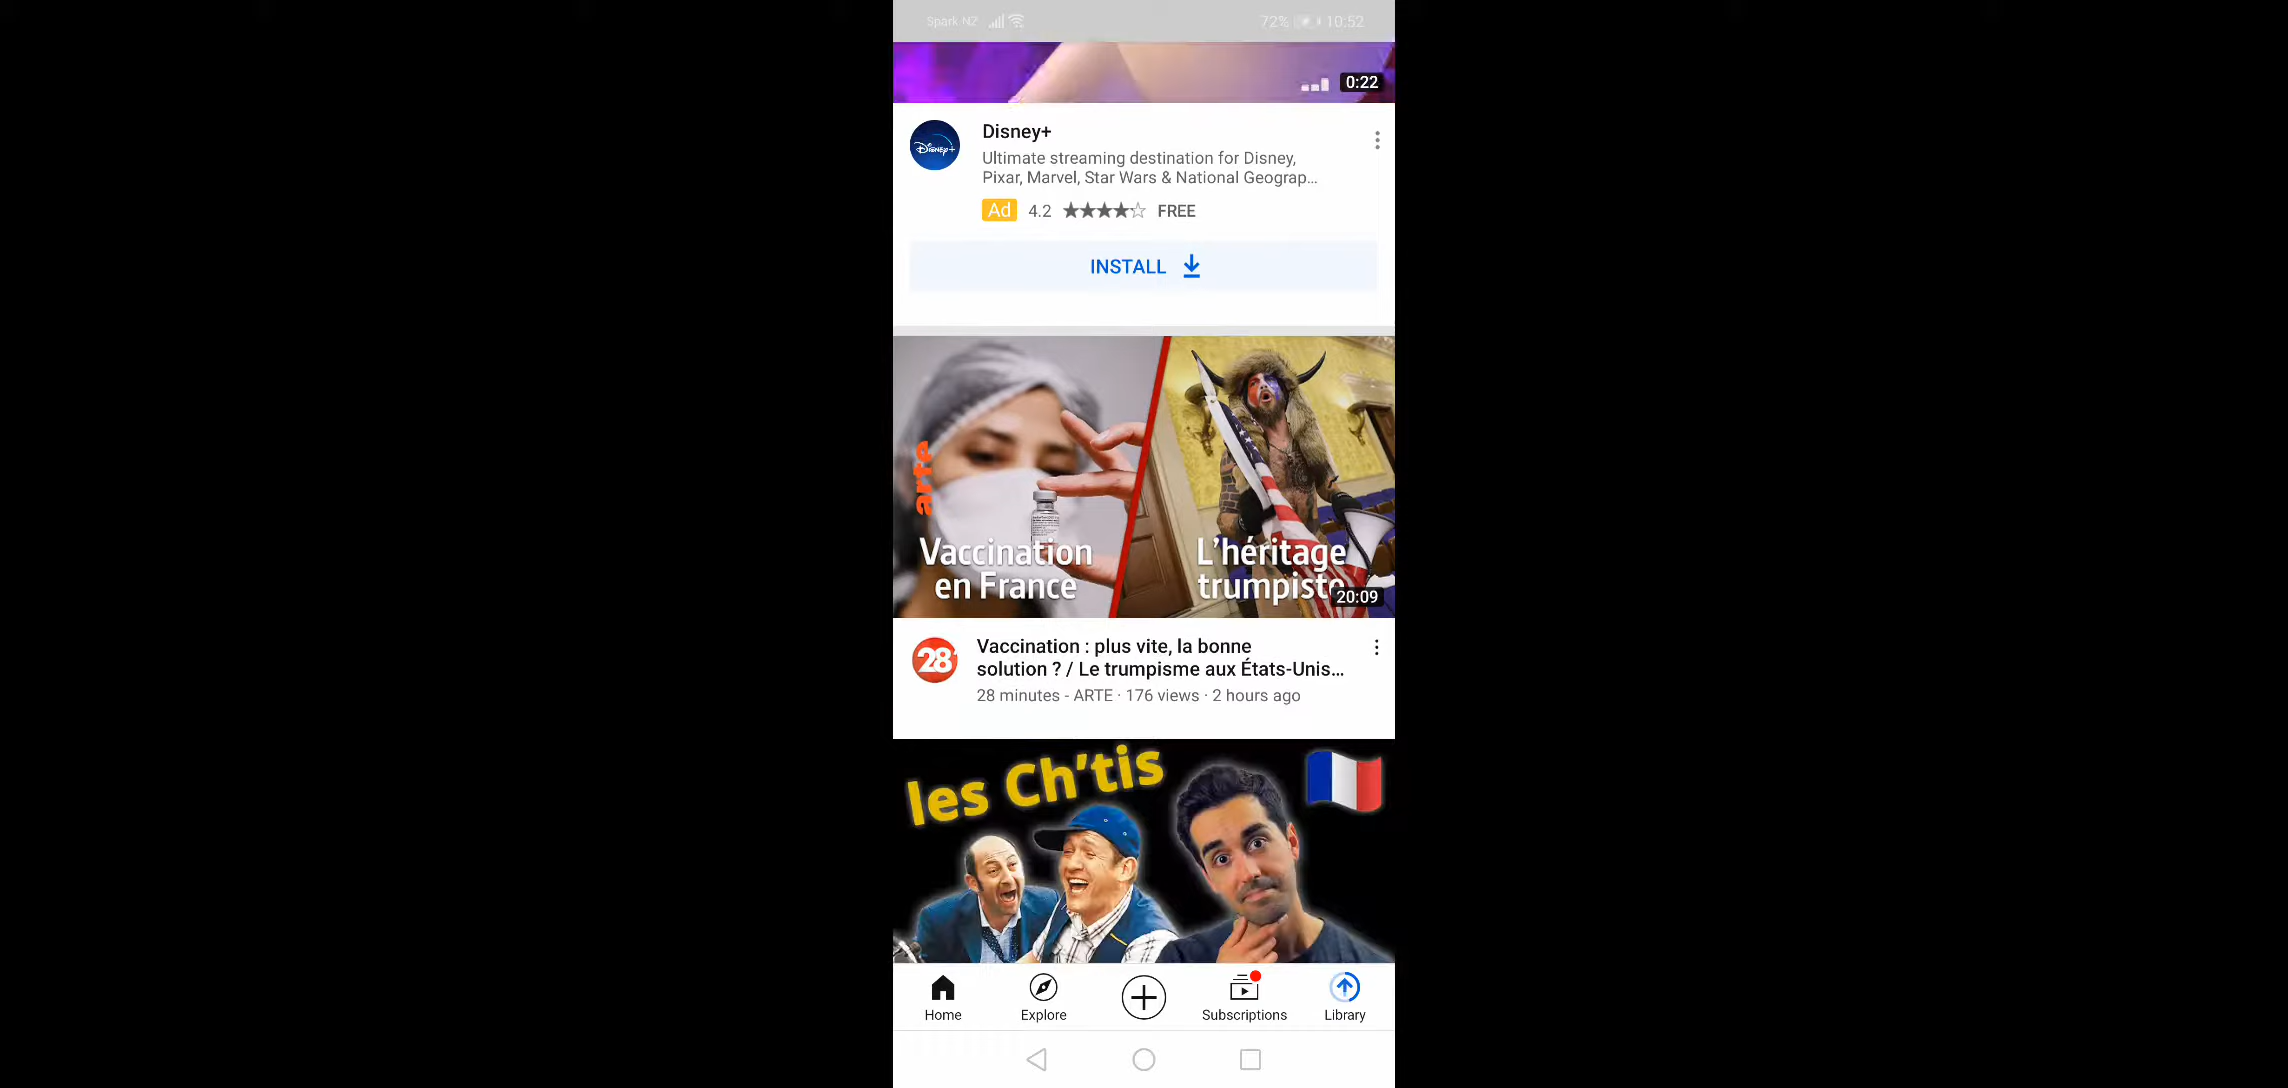 Spark NZ 72% 10:52
0:22
Disney+
Disney+
Ultimate streaming destination for Disney,
Pixar, Marvel, Star Wars & National Geograp...
Ad 4.2 FREE
INSTALL
arte
Vaccination
en France
L'héritage
trumpiste
20:09
28'
Vaccination : plus vite, la bonne
solution ? / Le trumpisme aux États-Unis...
28 minutes - ARTE · 176 views · 2 hours ago
les Ch'tis
Home Explore Subscriptions Library